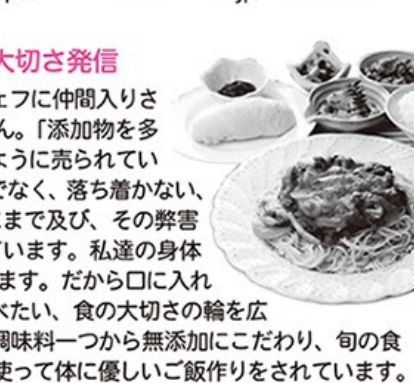 大切さ発信
ェフに仲間入りさ
ん。「添加物を多
ように売られてい
でなく、落ち着かない、
まで及び、その弊害
います。私達の身体
ます。だから口に入れ
べたい、食の大切さの輪を広
調味料一つから無添加にこだわり、旬の食
使って体に優しいご飯作りをされています。